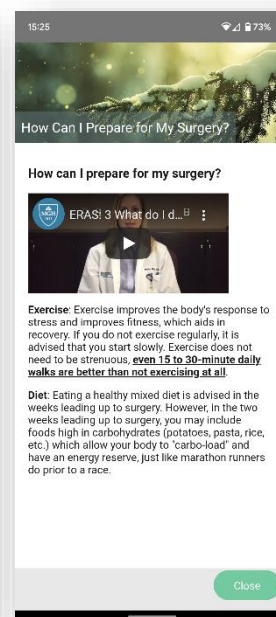 15:25
73%
How Can I Prepare for My Surgery?
How can I prepare for my surgery?
MGH
1821
ERAS! 3 What do I d...
Exercise: Exercise improves the body's response to
stress and improves fitness, which aids in
recovery. If you do not exercise regularly, it is
advised that you start slowly. Exercise does not
need to be strenuous, even 15 to 30-minute daily
walks are better than not exercising at all.
Diet: Eating a healthy mixed diet is advised in the
weeks leading up to surgery. However, in the two
weeks leading up to surgery, you may include
foods high in carbohydrates (potatoes, pasta, rice,
etc.) which allow your body to "carbo-load" and
have an energy reserve, just like marathon runners
do prior to a race.
Close